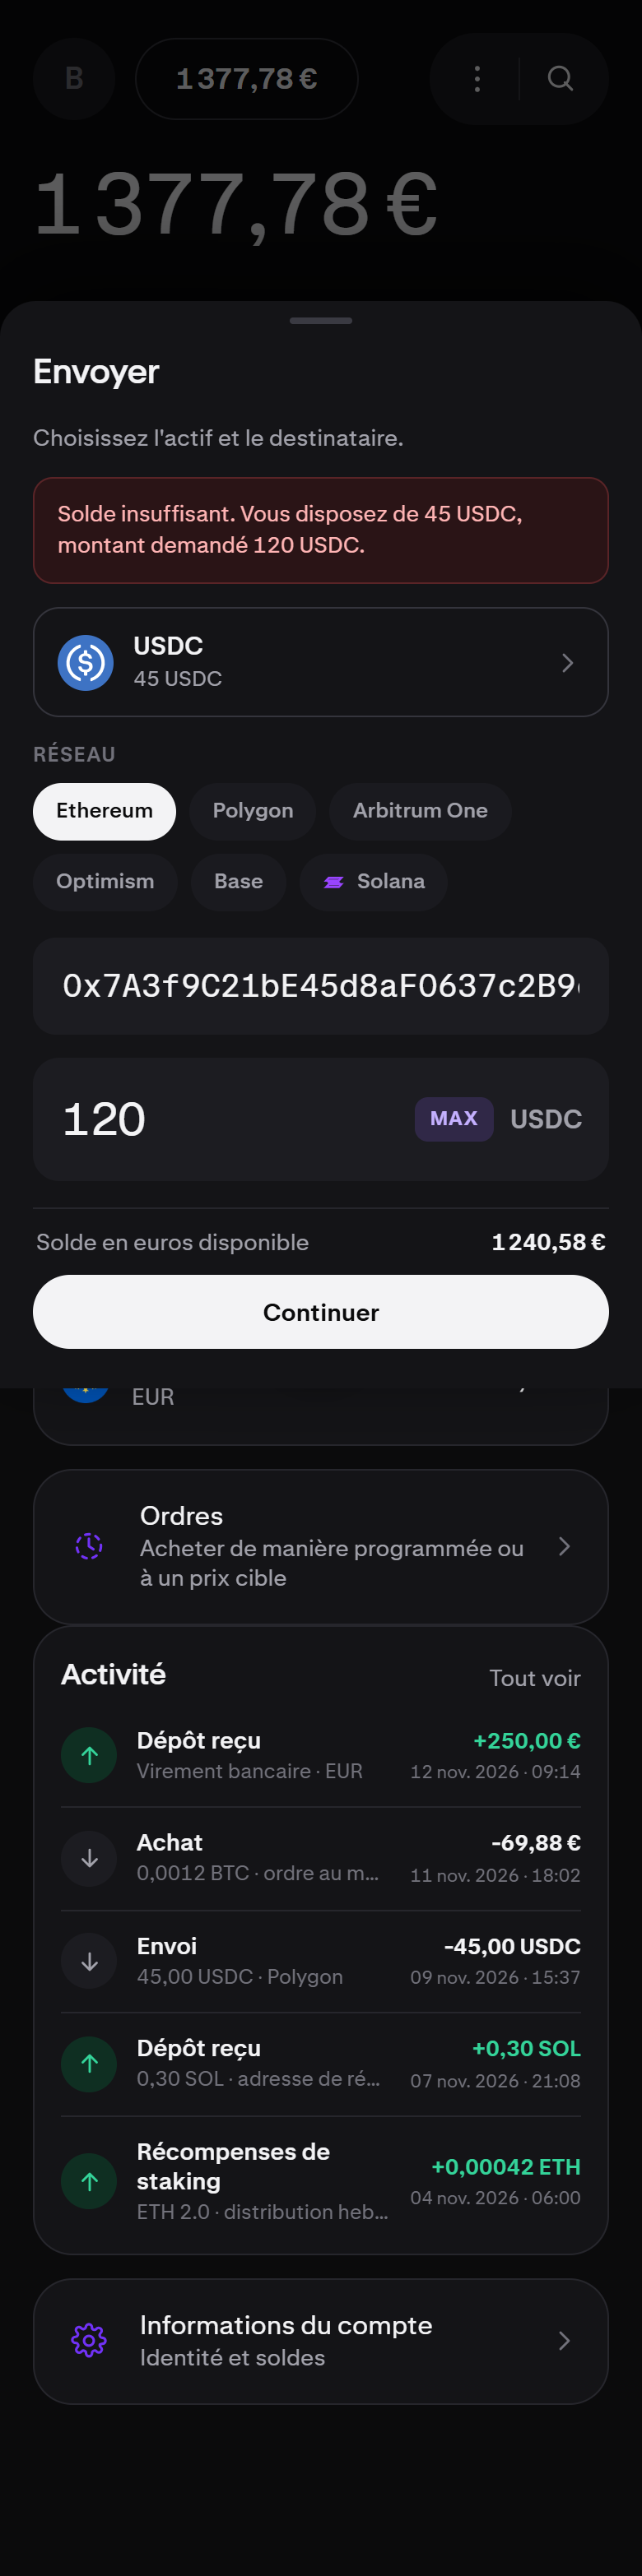 B
1 377,78 €
1 377,78 €
Envoyer
Choisissez l'actif et le destinataire.
Solde insuffisant. Vous disposez de 45 USDC,
montant demandé 120 USDC.
USDC
45 USDC
RÉSEAU
Ethereum
Polygon
Arbitrum One
Optimism
Base
Solana
0x7A3f9C21bE45d8aF0637c2B9
120
MAX
USDC
Solde en euros disponible
1 240,58 €
Continuer
EUR
Ordres
Acheter de manière programmée ou
à un prix cible
Activité
Tout voir
Dépôt reçu
+250,00 €
Virement bancaire · EUR
12 nov. 2026 · 09:14
Achat
-69,88 €
0,0012 BTC · ordre au m...
11 nov. 2026 · 18:02
Envoi
-45,00 USDC
45,00 USDC · Polygon
09 nov. 2026 · 15:37
Dépôt reçu
+0,30 SOL
0,30 SOL · adresse de ré...
07 nov. 2026 · 21:08
Récompenses de
staking
+0,00042 ETH
ETH 2.0 · distribution heb...
04 nov. 2026 · 06:00
Informations du compte
Identité et soldes